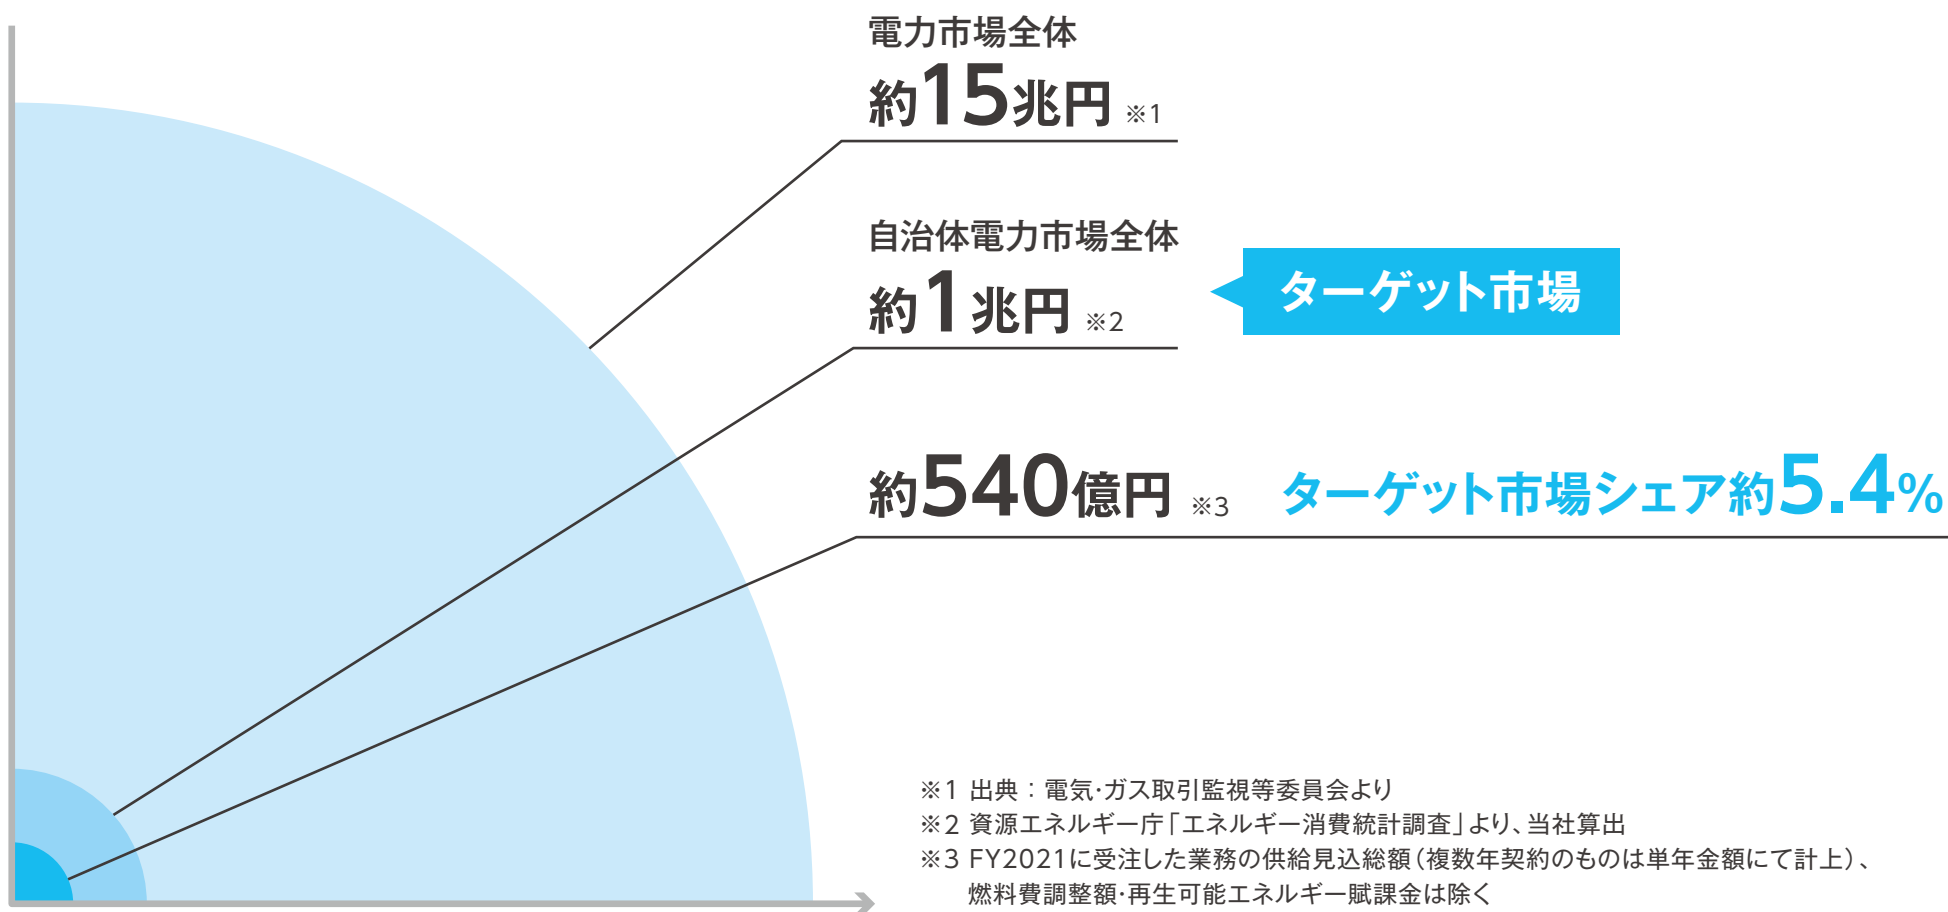 電力市場全体
約15兆円 ※1
自治体電力市場全体
約1兆円 ※2
ターゲット市場
約540億円 ※3 ターゲット市場シェア約5.4%
※1 出典：電気・ガス取引監視等委員会より
※2 資源エネルギー庁「エネルギー消費統計調査」より、当社算出
※3 FY2021に受注した業務の供給見込総額（複数年契約のものは単年金額にて計上）、
燃料費調整額・再生可能エネルギー賦課金は除く